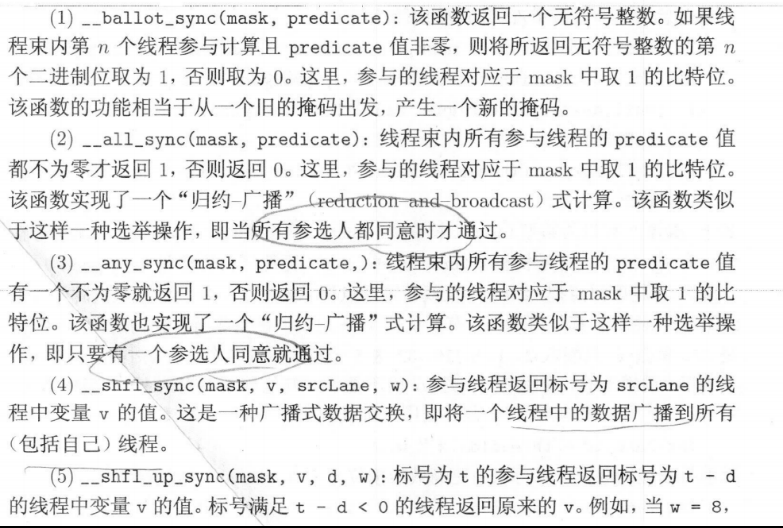 (1) __ballot_sync(mask, predicate)：该函数返回一个无符号整数。如果线
程束内第 n 个线程参与计算且 predicate 值非零，则将所返回无符号整数的第 n
个二进制位取为 1，否则取为 0。这里，参与的线程对应于 mask 中取 1 的比特位。
该函数的功能相当于从一个旧的掩码出发，产生一个新的掩码。
(2) __all_sync(mask, predicate)：线程束内所有参与线程的 predicate 值
都不为零才返回 1，否则返回 0。这里，参与的线程对应于 mask 中取 1 的比特位。
该函数实现了一个“归约–广播”（reduction-and-broadcast）式计算。该函数类似
于这样一种选举操作，即当所有参选人都同意时才通过。
(3) __any_sync(mask, predicate,)：线程束内所有参与线程的 predicate 值
有一个不为零就返回 1，否则返回 0。这里，参与的线程对应于 mask 中取 1 的比
特位。该函数也实现了一个“归约–广播”式计算。该函数类似于这样一种选举操
作，即只要有一个参选人同意就通过。
(4) __shfl_sync(mask, v, srcLane, w)：参与线程返回标号为 srcLane 的线
程中变量 v 的值。这是一种广播式数据交换，即将一个线程中的数据广播到所有
（包括自己）线程。
(5) __shfl_up_sync(mask, v, d, w)：标号为 t 的参与线程返回标号为 t - d
的线程中变量 v 的值。标号满足 t - d < 0 的线程返回原来的 v。例如，当 w = 8，